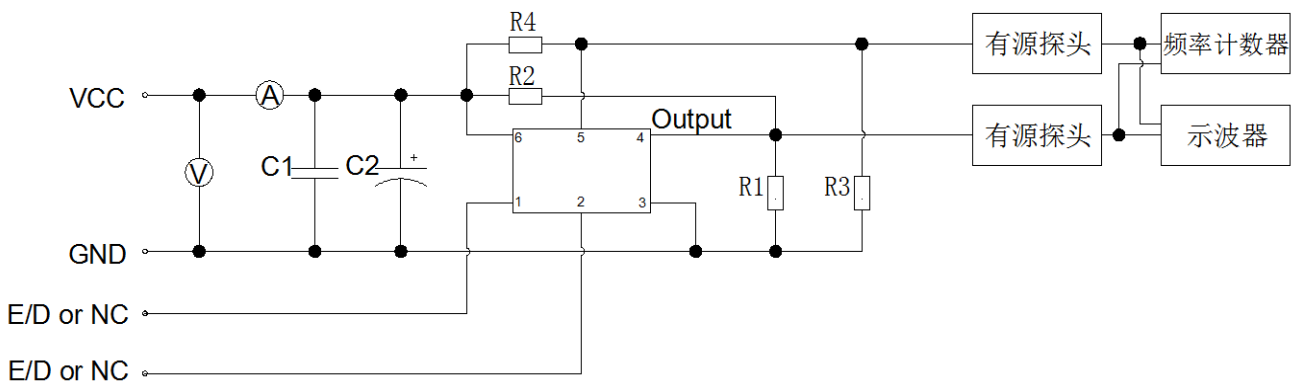 R4
有源探头
频率计数器
VCC
A
R2
Output
6
5
4
有源探头
示波器
V
C1
C2
+
R1
R3
1
2
3
GND
E/D or NC
E/D or NC